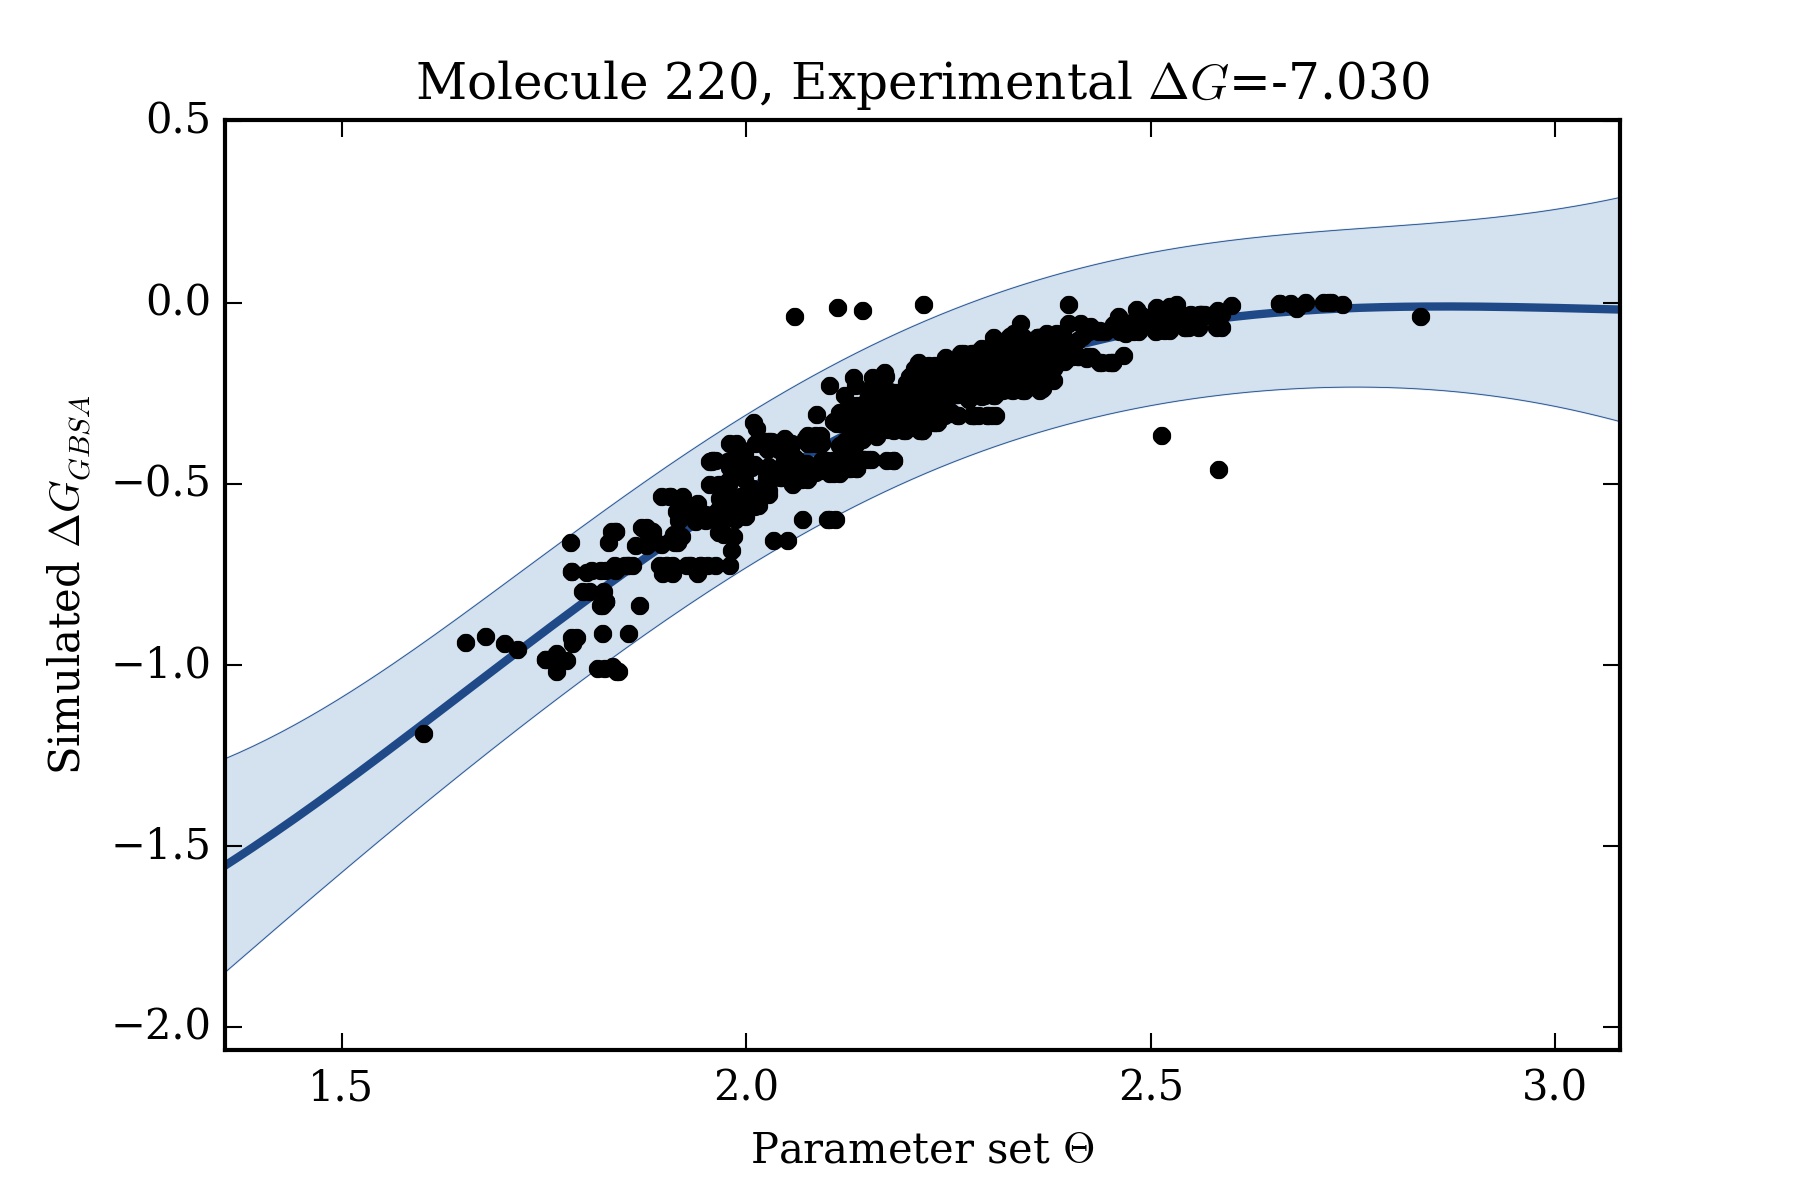 Molecule 220, Experimental ΔG=-7.030
0.5
0.0
−0.5
−1.0
−1.5
−2.0
Simulated ΔG_GBSA
1.5 2.0 2.5 3.0
Parameter set Θ